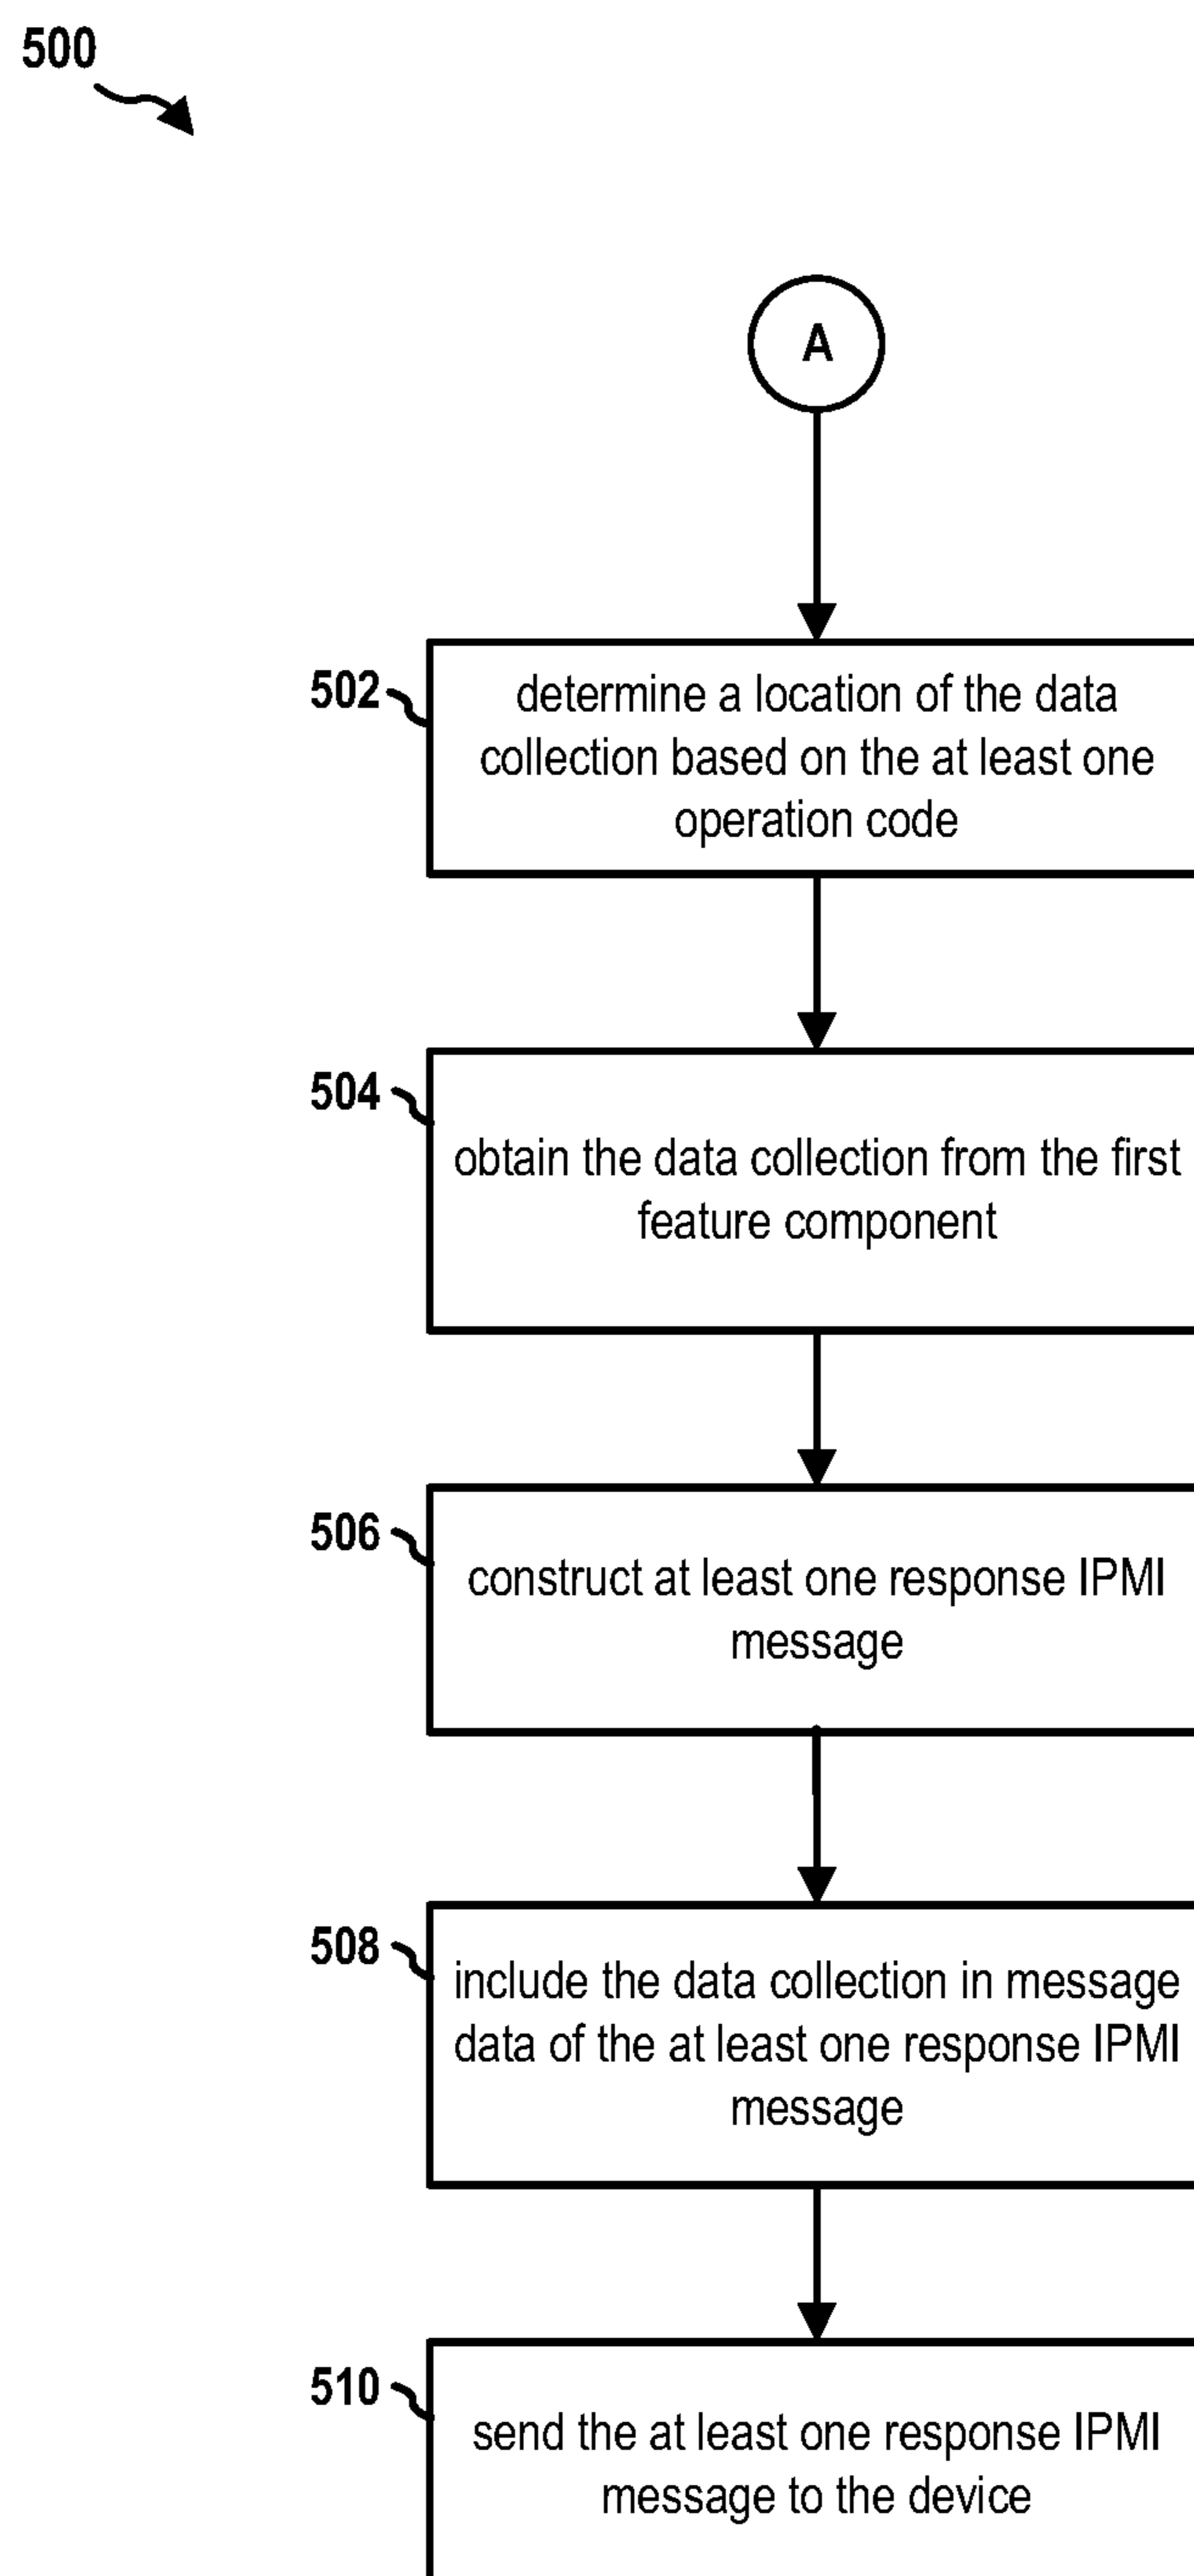 500
A
502
determine a location of the data
collection based on the at least one
operation code
504
obtain the data collection from the first
feature component
506
construct at least one response IPMI
message
508
include the data collection in message
data of the at least one response IPMI
message
510
send the at least one response IPMI
message to the device